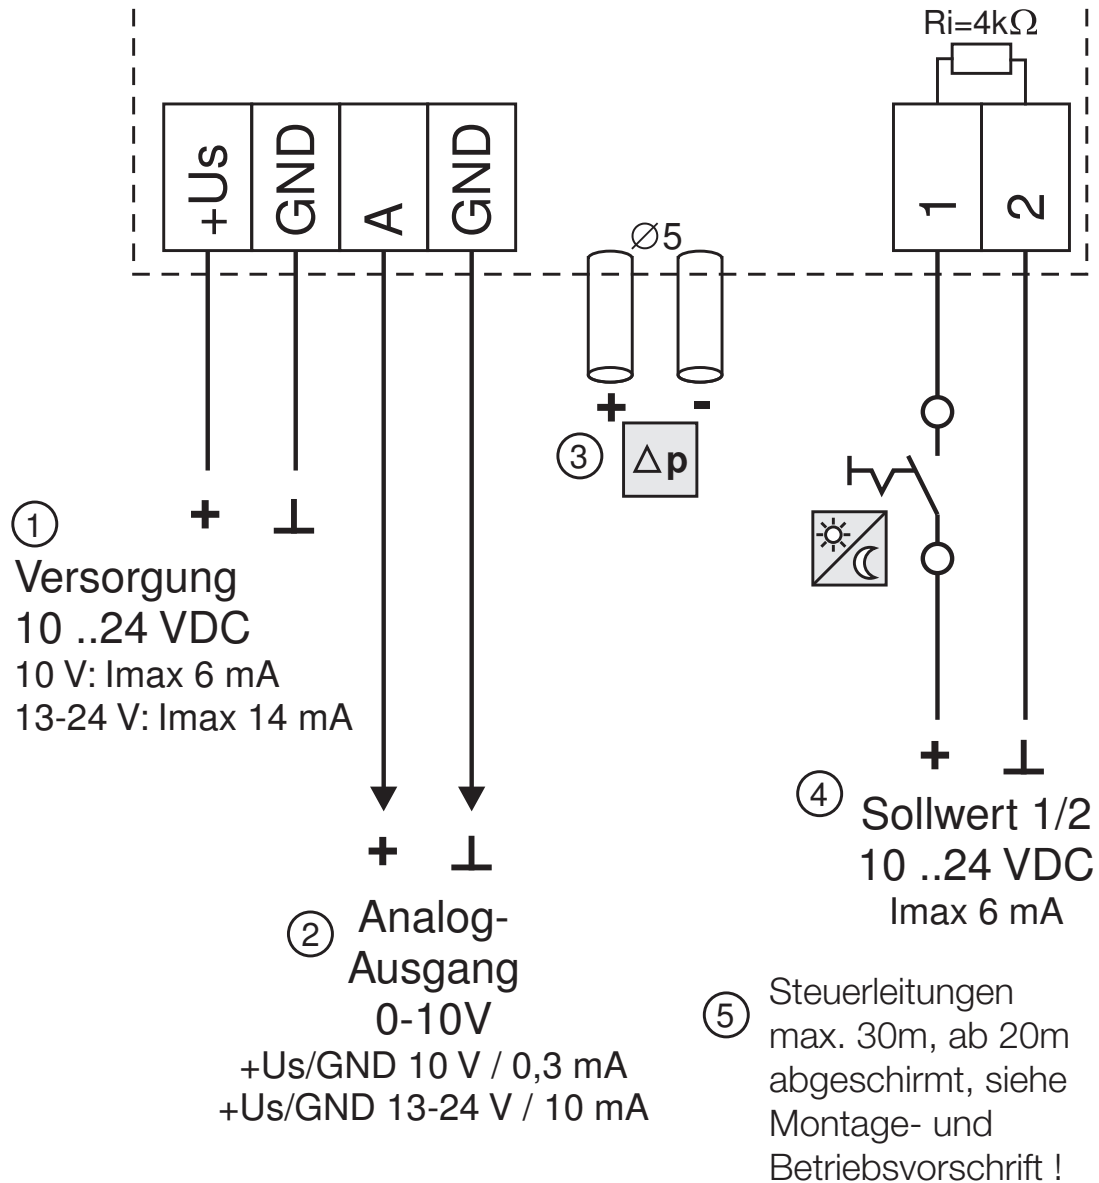 Ri=4kΩ
+Us
GND
A
GND
1
2
∅5
+ -
3
Δp
1
+ ⊥
Versorgung
10 ..24 VDC
10 V: Imax 6 mA
13-24 V: Imax 14 mA
+ ⊥
2
Analog-
Ausgang
0-10V
+Us/GND 10 V / 0,3 mA
+Us/GND 13-24 V / 10 mA
+ ⊥
4
Sollwert 1/2
10 ..24 VDC
Imax 6 mA
5
Steuerleitungen
max. 30m, ab 20m
abgeschirmt, siehe
Montage- und
Betriebsvorschrift !